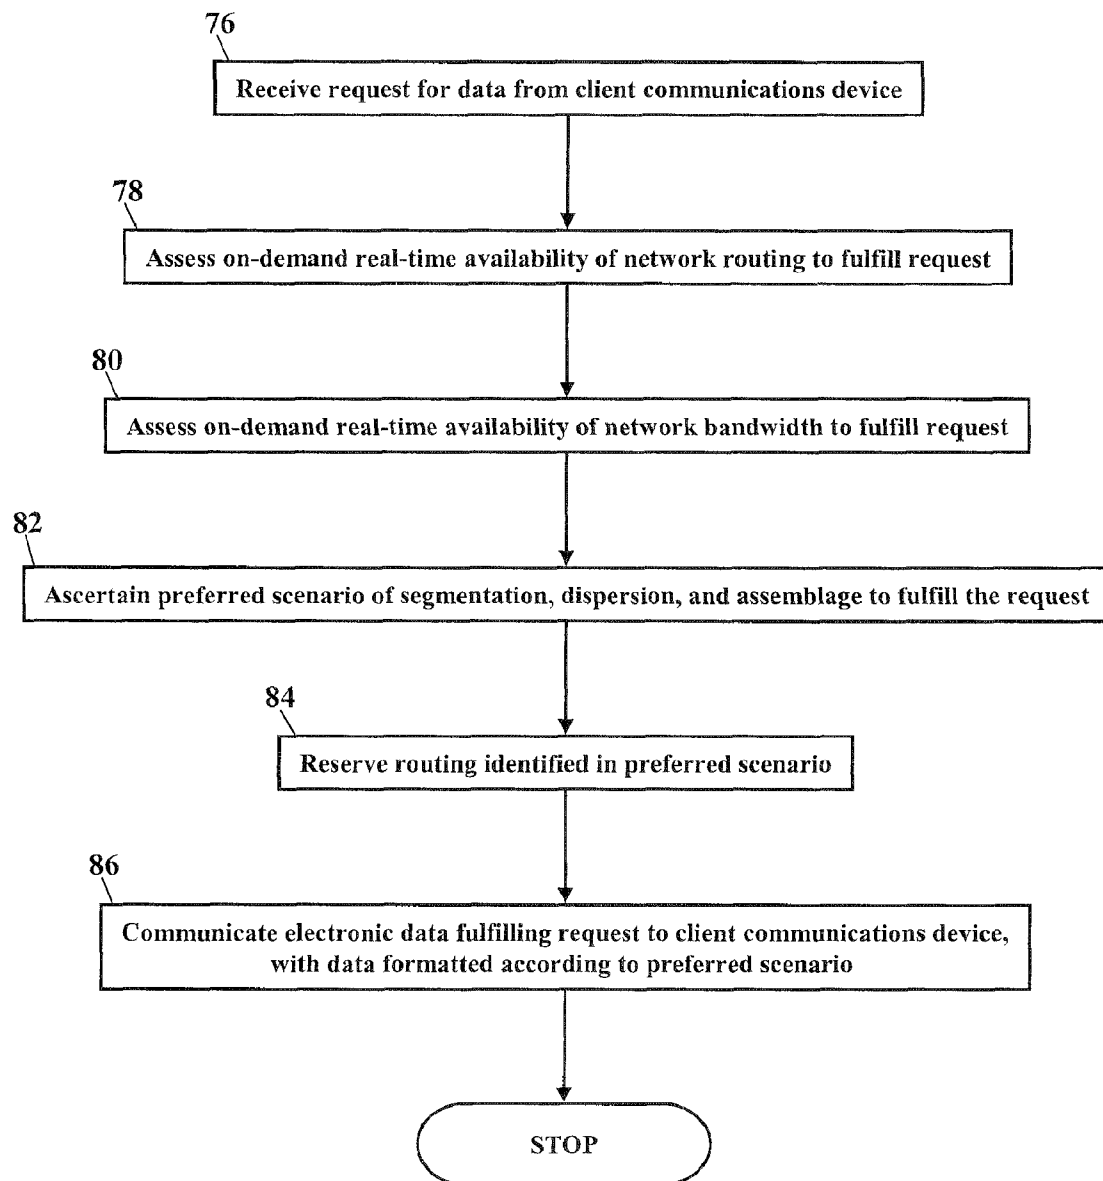 76
Receive request for data from client communications device
78
Assess on-demand real-time availability of network routing to fulfill request
80
Assess on-demand real-time availability of network bandwidth to fulfill request
82
Ascertain preferred scenario of segmentation, dispersion, and assemblage to fulfill the request
84
Reserve routing identified in preferred scenario
86
Communicate electronic data fulfilling request to client communications device,
with data formatted according to preferred scenario
STOP